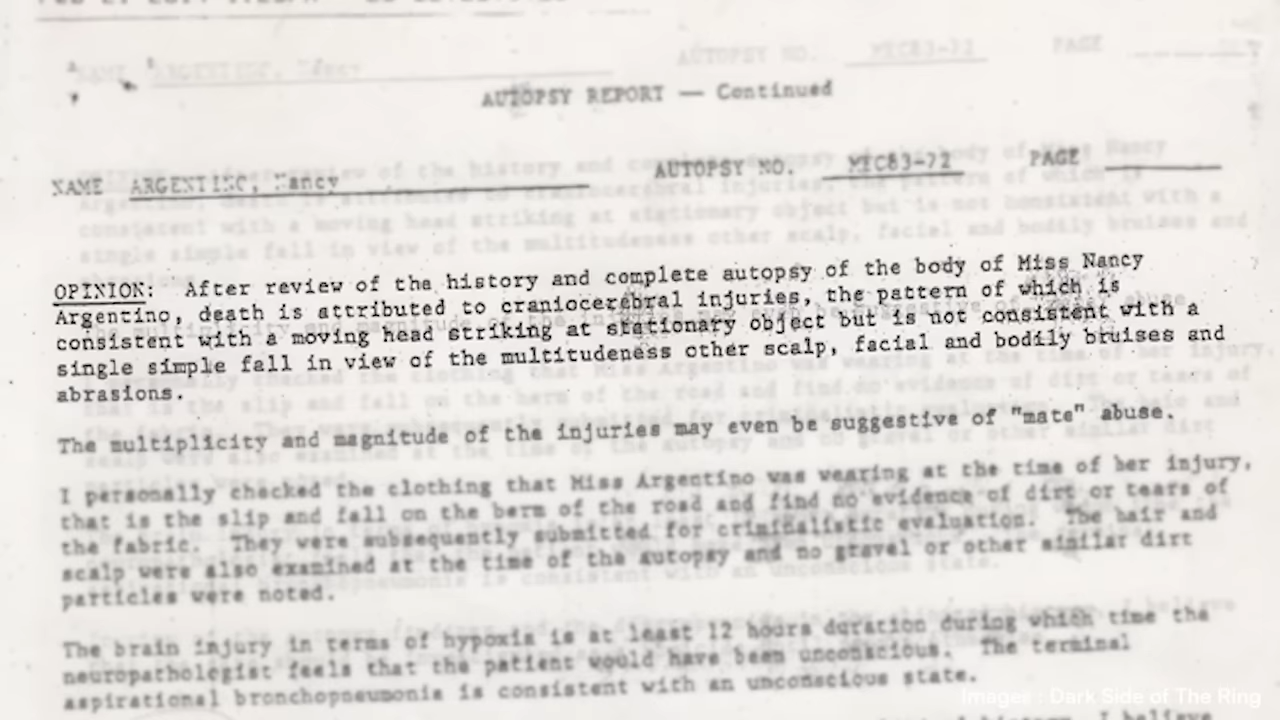 AUTOPSY REPORT — Continued
NAME ARGENTINO, Nancy AUTOPSY NO. MIC83-72 PAGE
OPINION: After review of the history and complete autopsy of the body of Miss Nancy
Argentino, death is attributed to craniocerebral injuries, the pattern of which is
consistent with a moving head striking at stationary object but is not consistent with a
single simple fall in view of the multitudeness other scalp, facial and bodily bruises and
abrasions.
The multiplicity and magnitude of the injuries may even be suggestive of "mate" abuse.
I personally checked the clothing that Miss Argentino was wearing at the time of her injury,
that is the slip and fall on the berm of the road and find no evidence of dirt or tears of
the fabric. They were subsequently submitted for criminalistic evaluation. The hair and
scalp were also examined at the time of the autopsy and no gravel or other similar dirt
particles were noted.
The brain injury in terms of hypoxia is at least 12 hours duration during which time the
neuropathologist feels that the patient would have been unconscious. The terminal
aspirational bronchopneumonia is consistent with an unconscious state.
I believe
Images : Dark Side of The Ring